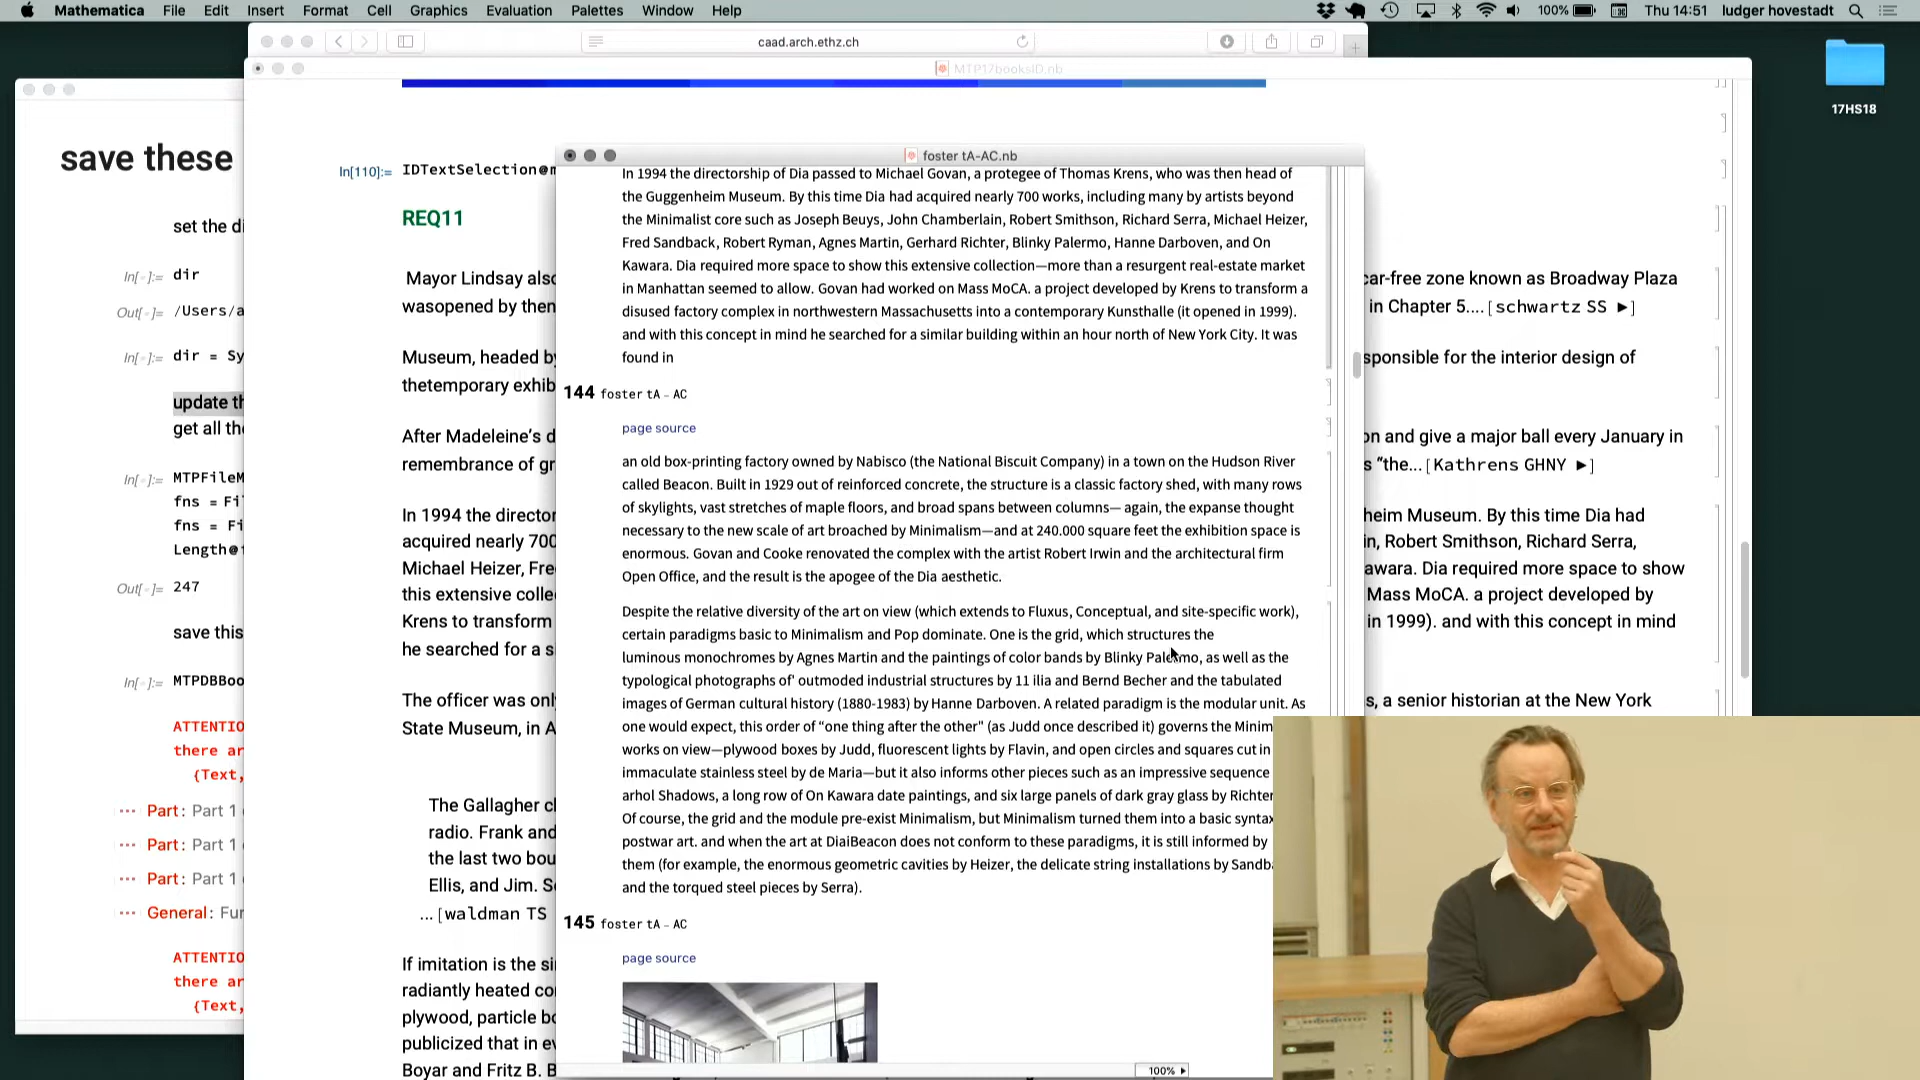 Mathematica File Edit Insert Format Cell Graphics Evaluation Palettes Window Help 100% Thu 14:51 ludger hovestadt
caad.arch.ethz.ch
MTP17booksID.nb
17HS18
save these
set the di
In[ ]:= dir
Out[ ]= /Users/a
In[ ]:= dir = Sy
update th
get all the
In[ ]:= MTPFileM
fns = Fil
fns = Fi
Length@f
Out[ ]= 247
save this
In[ ]:= MTPDBBoo
ATTENTIO
there ar
{Text,
Part: Part 1
Part: Part 1
Part: Part 1
General: Fur
ATTENTIO
there ar
{Text,
In[110]:= IDTextSelection@m
REQ11
Mayor Lindsay also
wasopened by then
Museum, headed by
thetemporary exhib
After Madeleine's d
remembrance of gr
In 1994 the director
acquired nearly 700
Michael Heizer, Fre
this extensive colle
Krens to transform
he searched for a s
The officer was only
State Museum, in A
The Gallagher cl
radio. Frank and
the last two bou
Ellis, and Jim. Se
...[waldman TS
If imitation is the sin
radiantly heated con
plywood, particle bo
publicized that in ev
Boyar and Fritz B. B
foster tA-AC.nb
In 1994 the directorship of Dia passed to Michael Govan, a protegee of Thomas Krens, who was then head of
the Guggenheim Museum. By this time Dia had acquired nearly 700 works, including many by artists beyond
the Minimalist core such as Joseph Beuys, John Chamberlain, Robert Smithson, Richard Serra, Michael Heizer,
Fred Sandback, Robert Ryman, Agnes Martin, Gerhard Richter, Blinky Palermo, Hanne Darboven, and On
Kawara. Dia required more space to show this extensive collection—more than a resurgent real-estate market
in Manhattan seemed to allow. Govan had worked on Mass MoCA. a project developed by Krens to transform a
disused factory complex in northwestern Massachusetts into a contemporary Kunsthalle (it opened in 1999).
and with this concept in mind he searched for a similar building within an hour north of New York City. It was
found in
144 foster tA – AC
page source
an old box-printing factory owned by Nabisco (the National Biscuit Company) in a town on the Hudson River
called Beacon. Built in 1929 out of reinforced concrete, the structure is a classic factory shed, with many rows
of skylights, vast stretches of maple floors, and broad spans between columns— again, the expanse thought
necessary to the new scale of art broached by Minimalism—and at 240.000 square feet the exhibition space is
enormous. Govan and Cooke renovated the complex with the artist Robert Irwin and the architectural firm
Open Office, and the result is the apogee of the Dia aesthetic.
Despite the relative diversity of the art on view (which extends to Fluxus, Conceptual, and site-specific work),
certain paradigms basic to Minimalism and Pop dominate. One is the grid, which structures the
luminous monochromes by Agnes Martin and the paintings of color bands by Blinky Palermo, as well as the
typological photographs of' outmoded industrial structures by 11 ilia and Bernd Becher and the tabulated
images of German cultural history (1880-1983) by Hanne Darboven. A related paradigm is the modular unit. As
one would expect, this order of “one thing after the other" (as Judd once described it) governs the Minim
works on view—plywood boxes by Judd, fluorescent lights by Flavin, and open circles and squares cut in
immaculate stainless steel by de Maria—but it also informs other pieces such as an impressive sequence
arhol Shadows, a long row of On Kawara date paintings, and six large panels of dark gray glass by Richter
Of course, the grid and the module pre-exist Minimalism, but Minimalism turned them into a basic syntax
postwar art. and when the art at DiaiBeacon does not conform to these paradigms, it is still informed by
them (for example, the enormous geometric cavities by Heizer, the delicate string installations by Sandba
and the torqued steel pieces by Serra).
145 foster tA – AC
page source
100%
car-free zone known as Broadway Plaza
in Chapter 5....[schwartz SS ►]
sponsible for the interior design of
on and give a major ball every January in
s “the...[Kathrens GHNY ►]
heim Museum. By this time Dia had
in, Robert Smithson, Richard Serra,
awara. Dia required more space to show
Mass MoCA. a project developed by
in 1999). and with this concept in mind
s, a senior historian at the New York